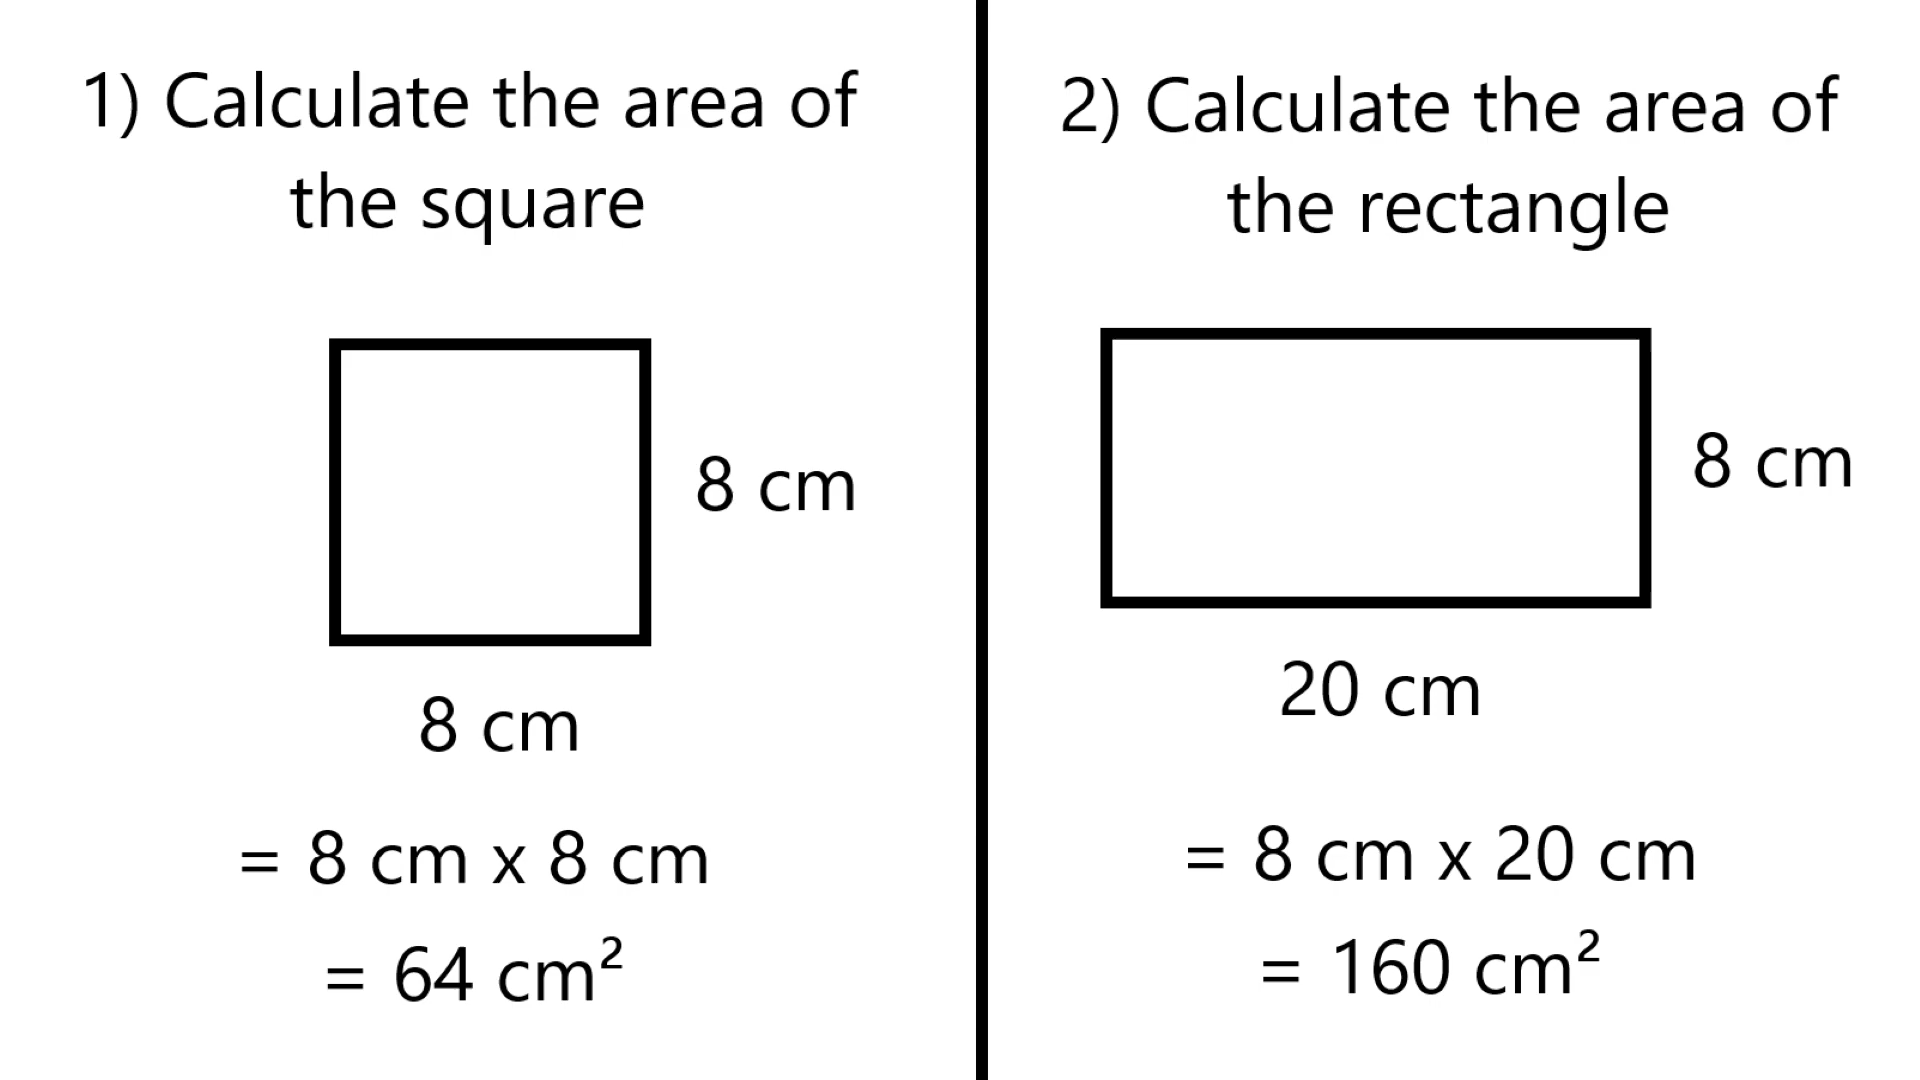 1) Calculate the area of
the square
8 cm
8 cm
= 8 cm x 8 cm
= 64 cm²
2) Calculate the area of
the rectangle
8 cm
20 cm
= 8 cm x 20 cm
= 160 cm²